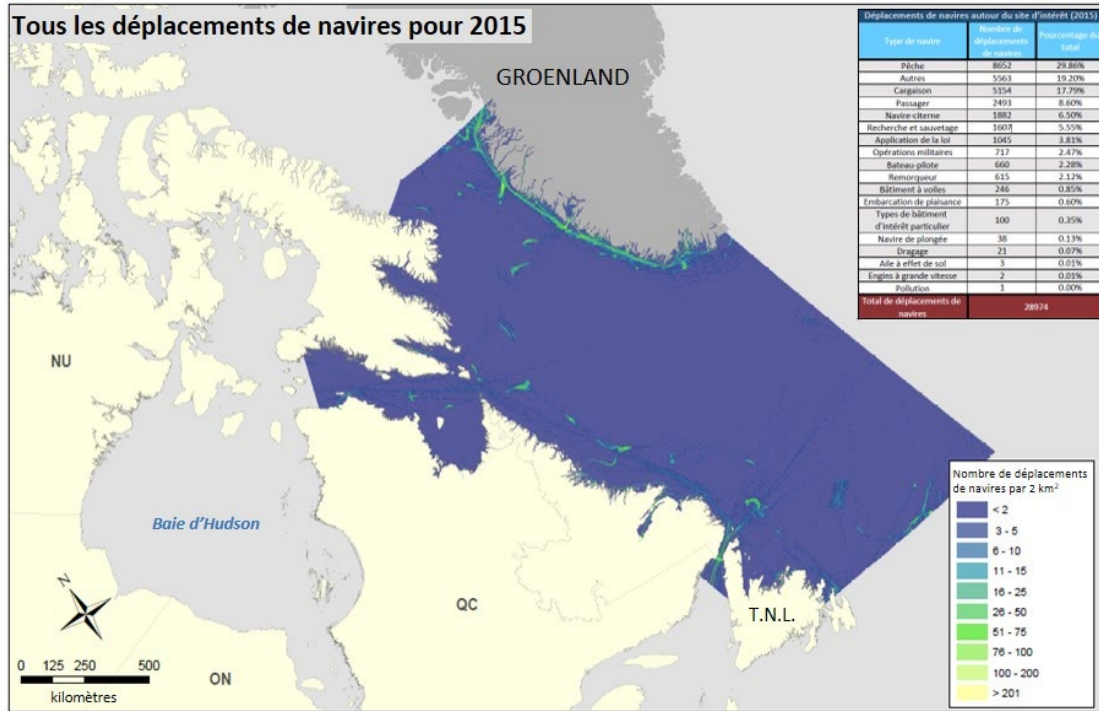 Tous les déplacements de navires pour 2015
GROENLAND
NU
Baie d’Hudson
QC
T.N.L.
ON
N
0 125 250 500
kilomètres
Déplacements de navires autour du site d’intérêt (2015)
Type de navire Nombre de déplacements de navires Pourcentage du total
Pêche 8652 29.86%
Autres 5563 19.20%
Cargaison 5154 17.79%
Passager 2493 8.60%
Navire-citerne 1882 6.50%
Recherche et sauvetage 1607 5.55%
Application de la loi 1045 3.81%
Opérations militaires 717 2.47%
Bateau-pilote 660 2.28%
Remorqueur 615 2.12%
Bâtiment à voiles 246 0.85%
Embarcation de plaisance 175 0.60%
Types de bâtiment d’intérêt particulier 100 0.35%
Navire de plongée 38 0.13%
Dragage 21 0.07%
Aile à effet de sol 3 0.01%
Engins à grande vitesse 2 0.01%
Pollution 1 0.00%
Total de déplacements de navires 28974
Nombre de déplacements
de navires par 2 km²
< 2
3 - 5
6 - 10
11 - 15
16 - 25
26 - 50
51 - 75
76 - 100
100 - 200
> 201